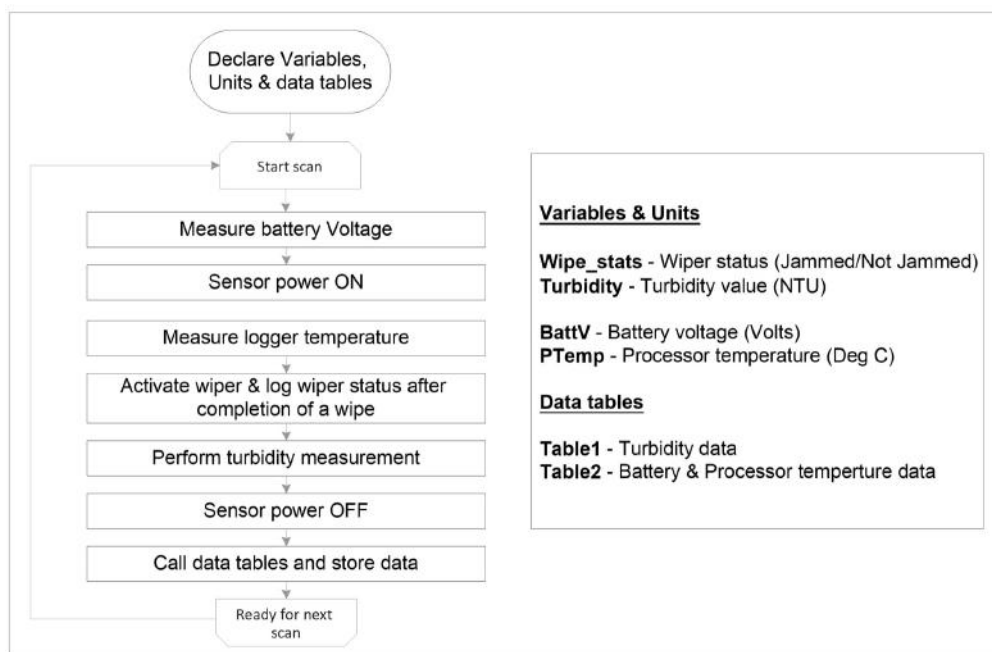 Declare Variables,
Units & data tables
Start scan
Measure battery Voltage
Sensor power ON
Measure logger temperature
Activate wiper & log wiper status after
completion of a wipe
Perform turbidity measurement
Sensor power OFF
Call data tables and store data
Ready for next
scan
Variables & Units
Wipe_stats - Wiper status (Jammed/Not Jammed)
Turbidity - Turbidity value (NTU)
BattV - Battery voltage (Volts)
PTemp - Processor temperature (Deg C)
Data tables
Table1 - Turbidity data
Table2 - Battery & Processor temperture data